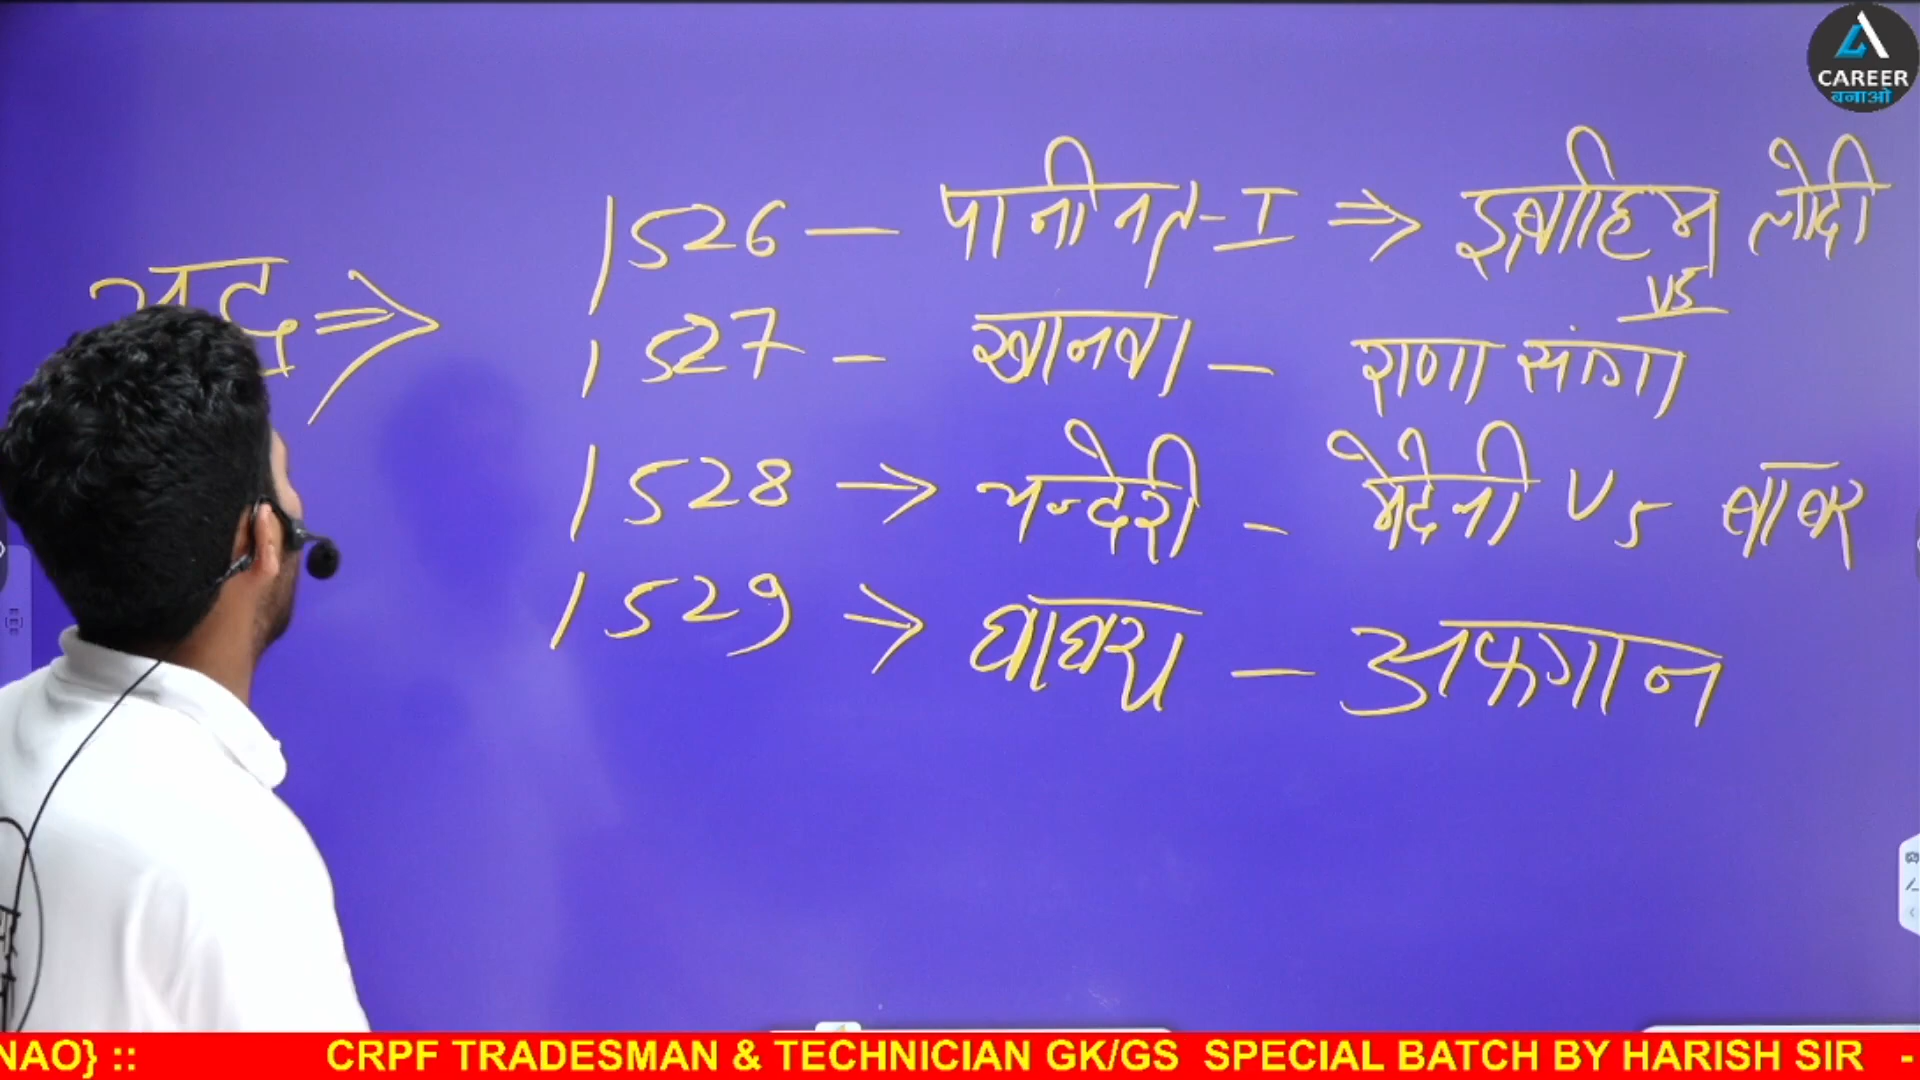 CAREER
बनाओ
युद्ध ⇒
1526 – पानीपत-I ⇒ इब्राहिम लोदी
vs
1527 – खानवा – राणा सांगा
1528 → चन्देरी – मेदेनी vs बाबर
1529 → घाघरा – अफगान
NAO} :: CRPF TRADESMAN & TECHNICIAN GK/GS SPECIAL BATCH BY HARISH SIR -